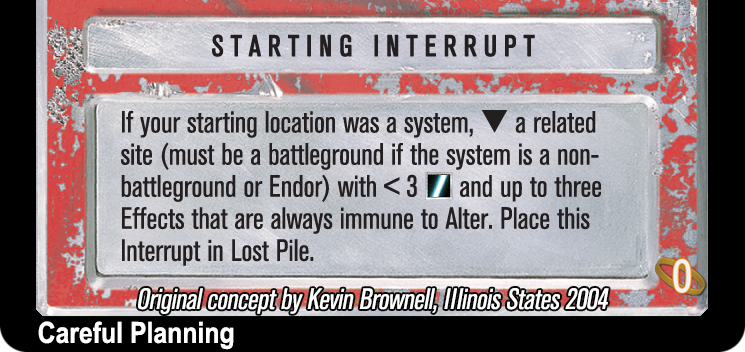 STARTING INTERRUPT
If your starting location was a system, ▼ a related
site (must be a battleground if the system is a non-
battleground or Endor) with < 3 and up to three
Effects that are always immune to Alter. Place this
Interrupt in Lost Pile.
0
Original concept by Kevin Brownell, Illinois States 2004
Careful Planning